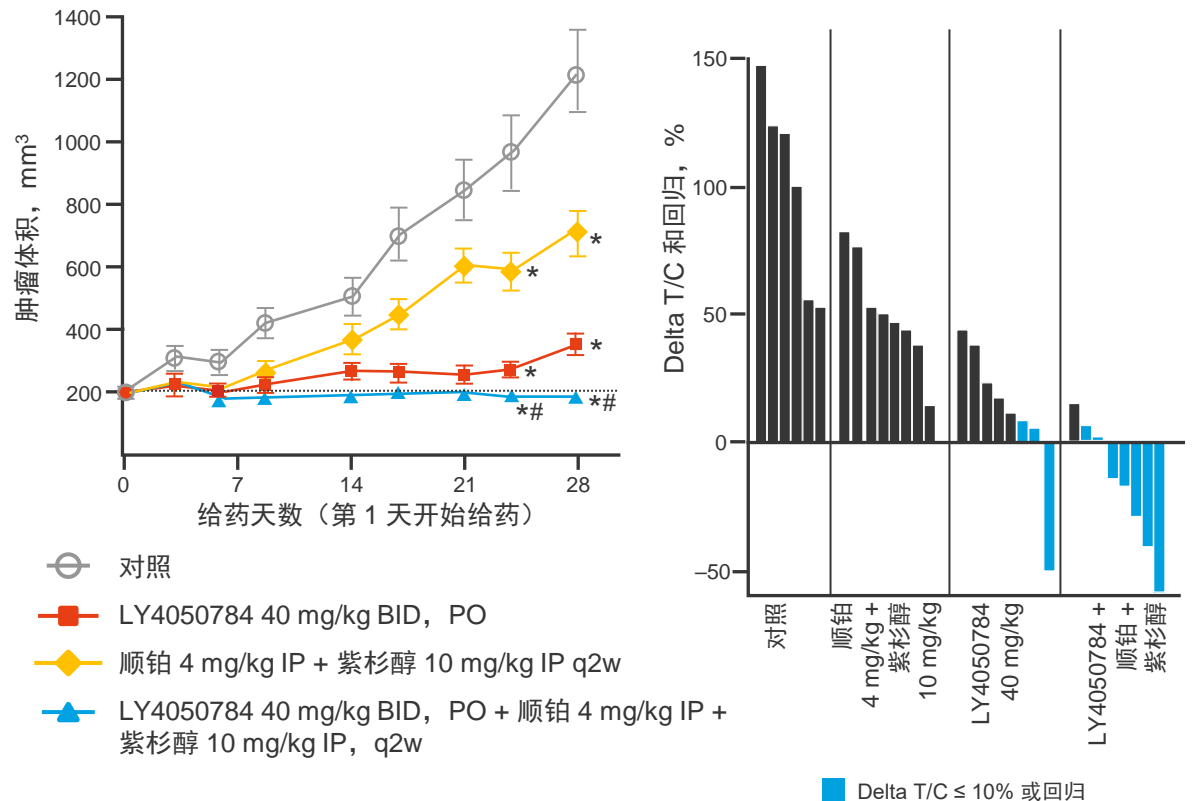 1400
1200
1000
800
600
400
200
肿瘤体积，mm³
*
*
*
*
*#
*#
0
7
14
21
28
给药天数（第 1 天开始给药）
对照
LY4050784 40 mg/kg BID，PO
顺铂 4 mg/kg IP + 紫杉醇 10 mg/kg IP q2w
LY4050784 40 mg/kg BID，PO + 顺铂 4 mg/kg IP +
紫杉醇 10 mg/kg IP，q2w
150
100
50
0
–50
Delta T/C 和回归，%
对照
顺铂
4 mg/kg +
紫杉醇
10 mg/kg
LY4050784
40 mg/kg
LY4050784 +
顺铂 +
紫杉醇
Delta T/C ≤ 10% 或回归